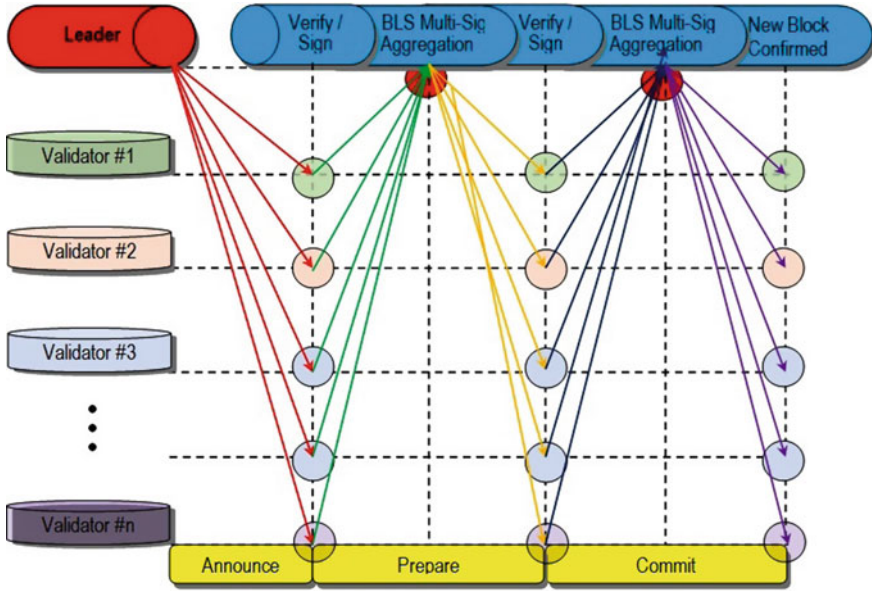 Leader
Verify /
Sign
BLS Multi-Sig
Aggregation
Verify /
Sign
BLS Multi-Sig
Aggregation
New Block
Confirmed
Validator #1
Validator #2
Validator #3
Validator #n
Announce
Prepare
Commit